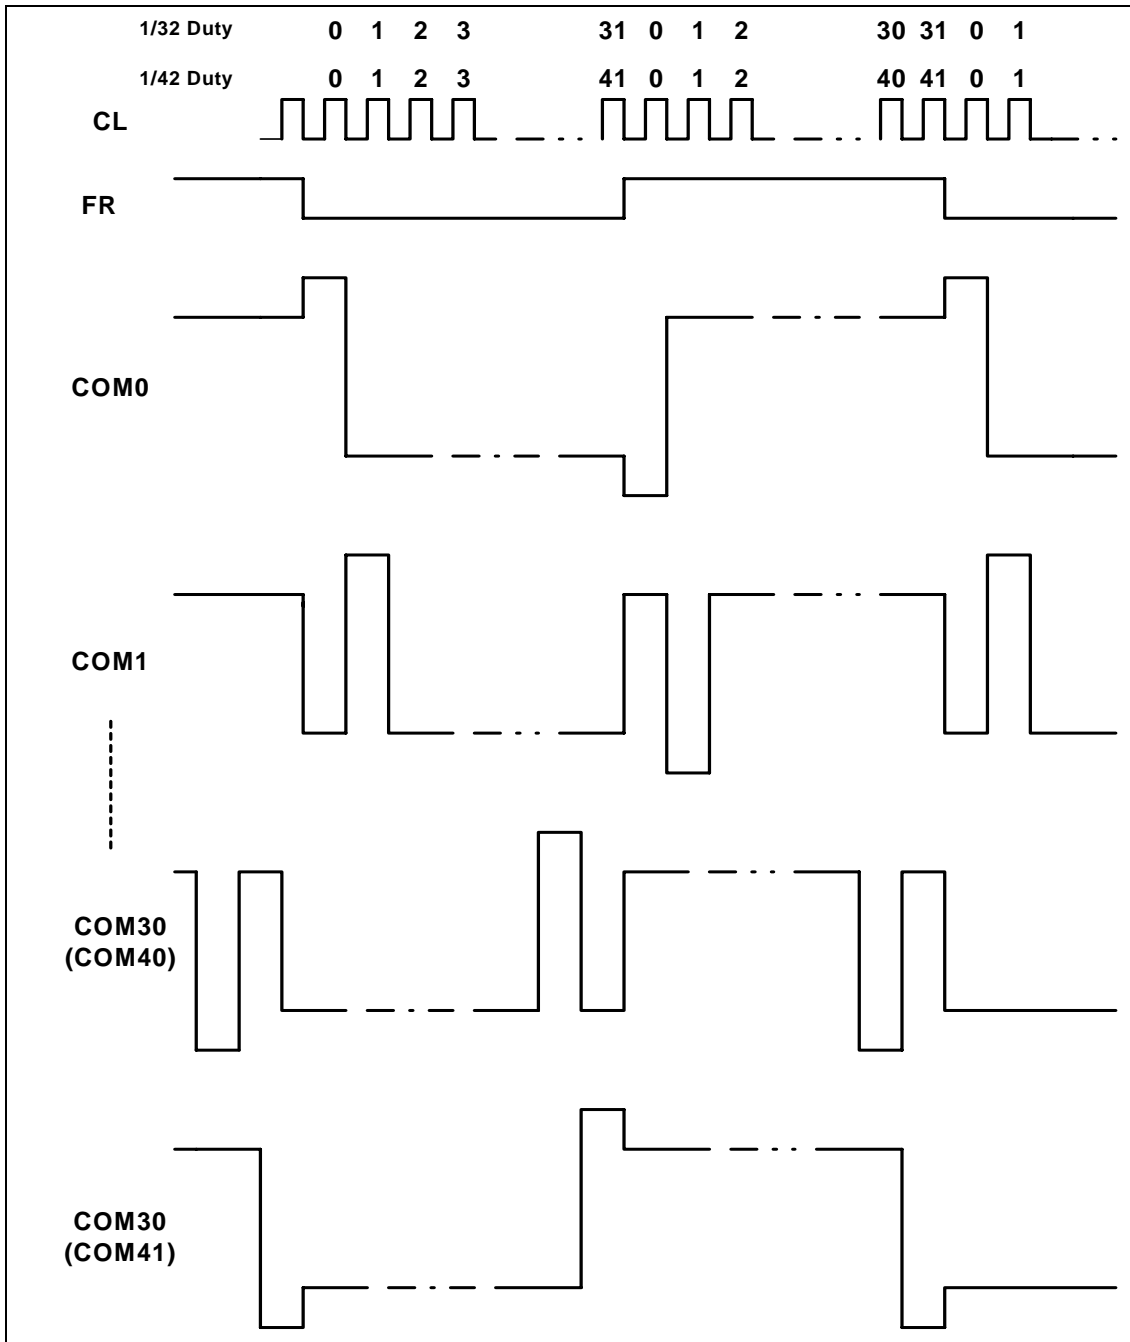 1/32 Duty 0 1 2 3 31 0 1 2 30 31 0 1
1/42 Duty 0 1 2 3 41 0 1 2 40 41 0 1
CL
FR
COM0
COM1
COM30
(COM40)
COM30
(COM41)